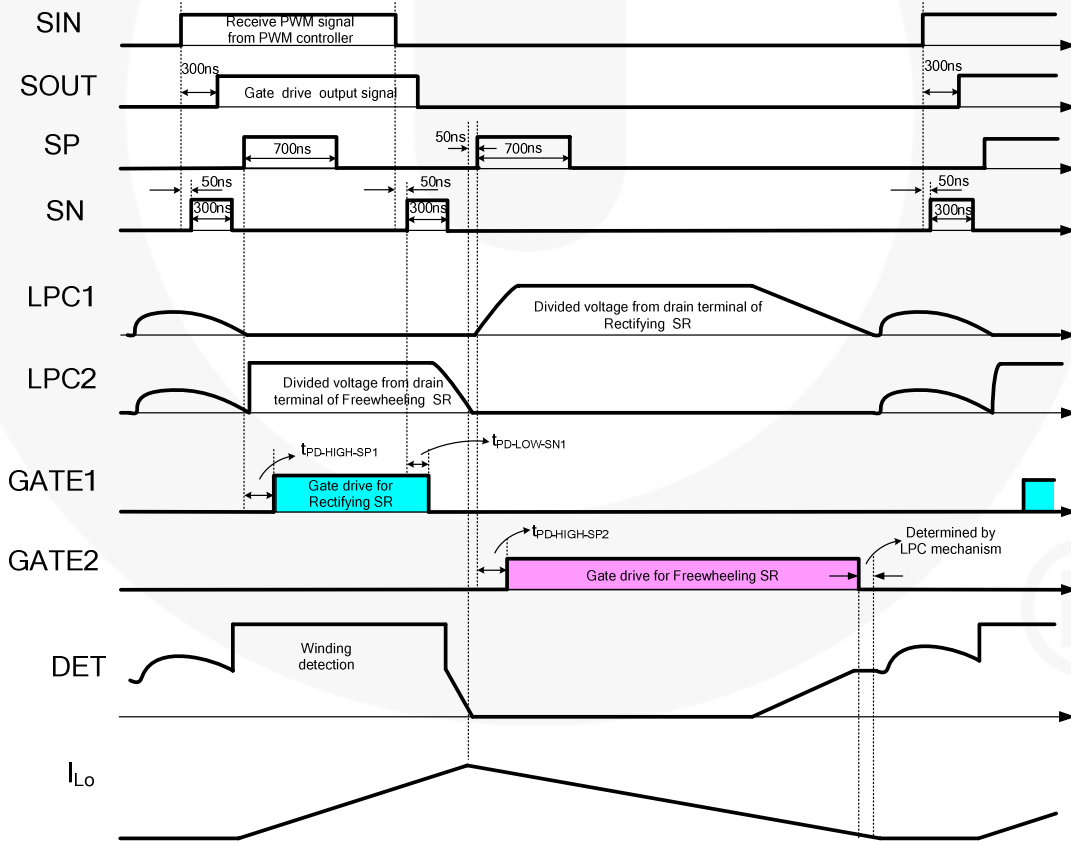 SIN
Receive PWM signal
from PWM controller
300ns
300ns
SOUT
Gate drive output signal
SP
700ns
50ns
700ns
50ns
50ns
50ns
SN
300ns
300ns
300ns
LPC1
Divided voltage from drain terminal of
Rectifying SR
LPC2
Divided voltage from drain
terminal of Freewheeling SR
tPD-HIGH-SP1
tPD-LOW-SN1
GATE1
Gate drive for
Rectifying SR
tPD-HIGH-SP2
Determined by
LPC mechanism
GATE2
Gate drive for Freewheeling SR
DET
Winding
detection
ILo